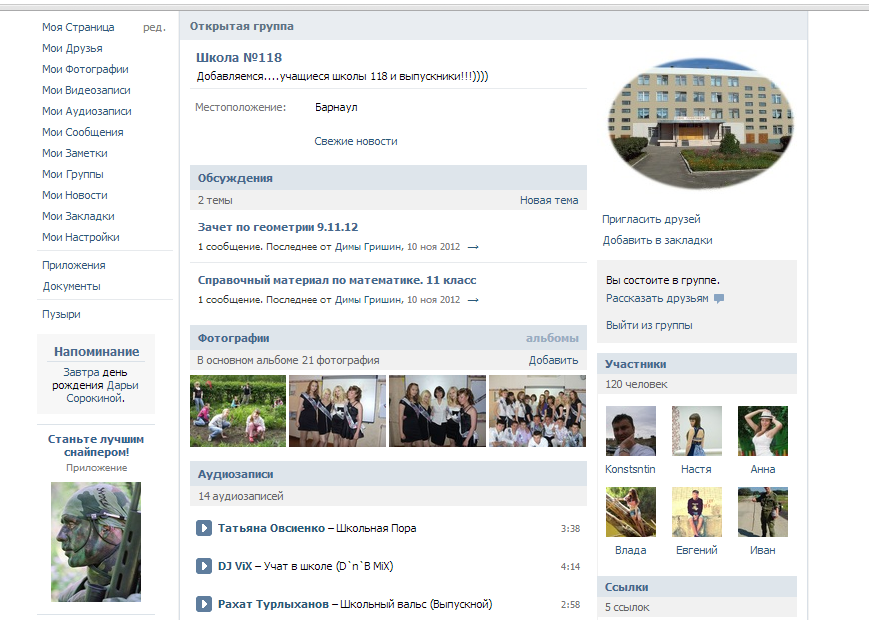 Моя Страница ред.
Мои Друзья
Мои Фотографии
Мои Видеозаписи
Мои Аудиозаписи
Мои Сообщения
Мои Заметки
Мои Группы
Мои Новости
Мои Закладки
Мои Настройки
Приложения
Документы
Пузыри
Напоминание
Завтра день
рождения Дарьи
Сорокиной.
Станьте лучшим
снайпером!
Приложение
Открытая группа
Школа №118
Добавляемся....учащиеся школы 118 и выпускники!!!))))
Местоположение: Барнаул
Свежие новости
Обсуждения
2 темы Новая тема
Зачет по геометрии 9.11.12
1 сообщение. Последнее от Димы Гришин, 10 ноя 2012 →
Справочный материал по математике. 11 класс
1 сообщение. Последнее от Димы Гришин, 10 ноя 2012 →
Фотографии альбомы
В основном альбоме 21 фотография Добавить
Аудиозаписи
14 аудиозаписей
Татьяна Овсиенко – Школьная Пора 3:38
DJ ViX – Учат в школе (D`n`B MiX) 4:14
Рахат Турлыханов – Школьный вальс (Выпускной) 2:58
Пригласить друзей
Добавить в закладки
Вы состоите в группе.
Рассказать друзьям
Выйти из группы
Участники
120 человек
Konstsntin Настя Анна
Влада Евгений Иван
Ссылки
5 ссылок